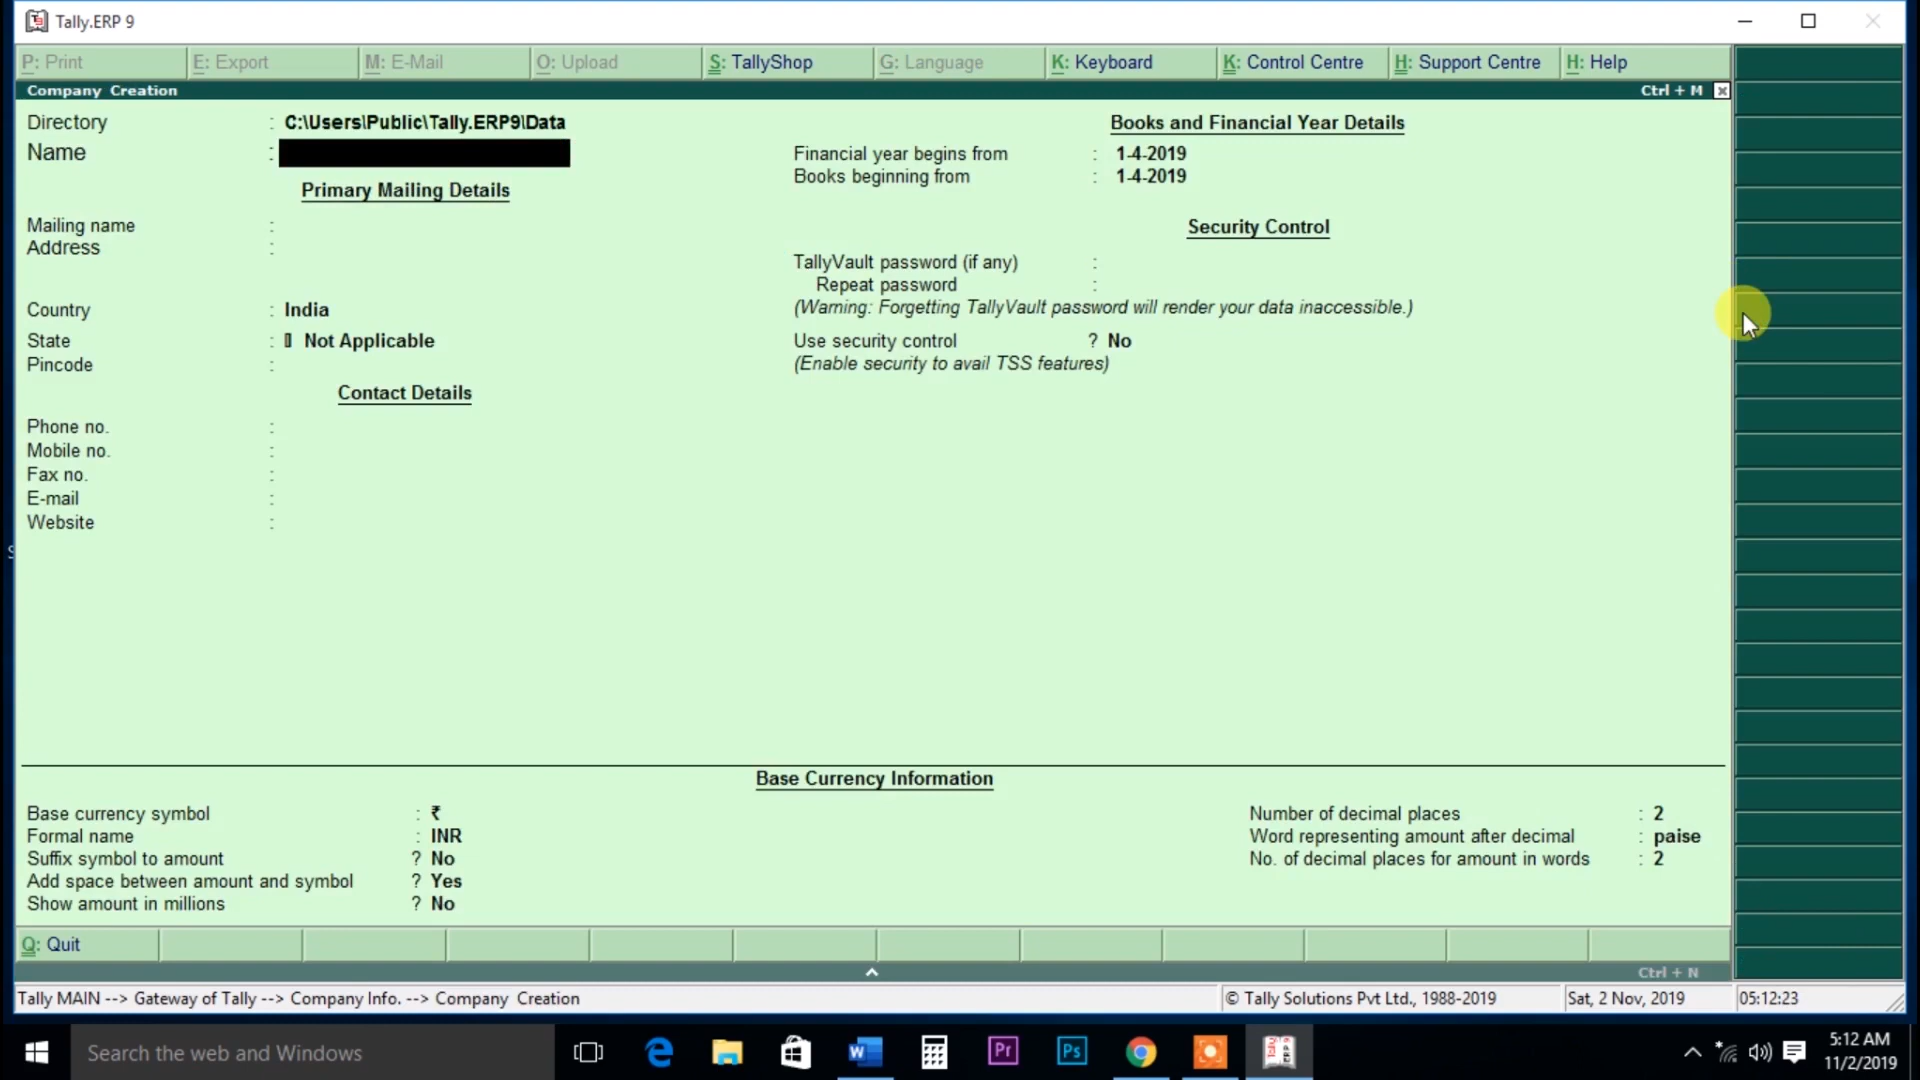 Tally.ERP 9
P: Print E: Export M: E-Mail O: Upload S: TallyShop G: Language K: Keyboard K: Control Centre H: Support Centre H: Help
Company Creation Ctrl + M
Directory : C:\Users\Public\Tally.ERP9\Data
Name :
Primary Mailing Details
Mailing name :
Address :
Country : India
State : Not Applicable
Pincode :
Contact Details
Phone no. :
Mobile no. :
Fax no. :
E-mail :
Website :
Books and Financial Year Details
Financial year begins from : 1-4-2019
Books beginning from : 1-4-2019
Security Control
TallyVault password (if any) :
Repeat password :
(Warning: Forgetting TallyVault password will render your data inaccessible.)
Use security control ? No
(Enable security to avail TSS features)
Base Currency Information
Base currency symbol : ₹
Formal name : INR
Suffix symbol to amount ? No
Add space between amount and symbol ? Yes
Show amount in millions ? No
Number of decimal places : 2
Word representing amount after decimal : paise
No. of decimal places for amount in words : 2
Q: Quit
Ctrl + N
Tally MAIN --> Gateway of Tally --> Company Info. --> Company Creation © Tally Solutions Pvt Ltd., 1988-2019 Sat, 2 Nov, 2019 05:12:23
Search the web and Windows
W Pr Ps
5:12 AM
11/2/2019